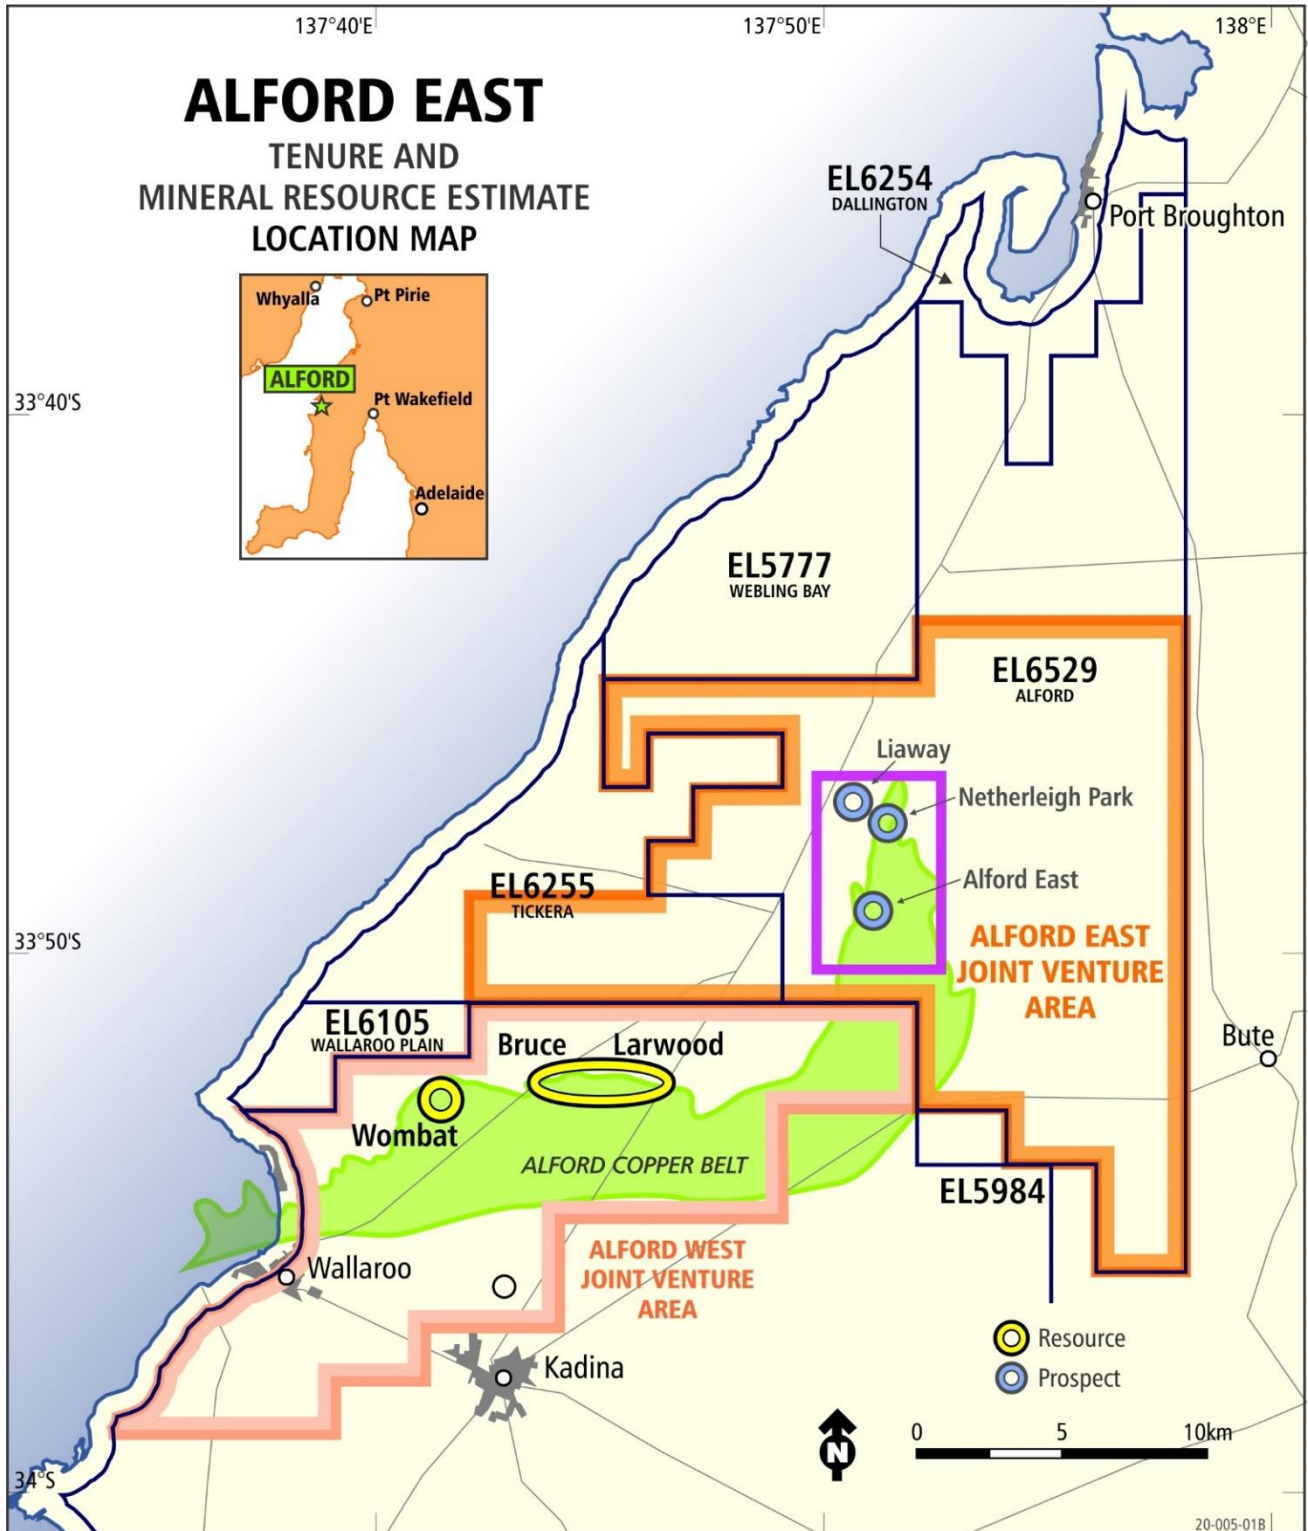 137°40'E
137°50'E
138°E
ALFORD EAST
TENURE AND
MINERAL RESOURCE ESTIMATE
LOCATION MAP
Whyalla
Pt Pirie
ALFORD
Pt Wakefield
Adelaide
EL6254
DALLINGTON
Port Broughton
33°40'S
EL5777
WEBLING BAY
EL6529
ALFORD
Liaway
Netherleigh Park
Alford East
EL6255
TICKERA
33°50'S
ALFORD EAST
JOINT VENTURE
AREA
EL6105
WALLAROO PLAIN
Bruce
Larwood
Bute
Wombat
ALFORD COPPER BELT
EL5984
Wallaroo
ALFORD WEST
JOINT VENTURE
AREA
Kadina
Resource
Prospect
N
0 5 10km
34°S
20-005-01B